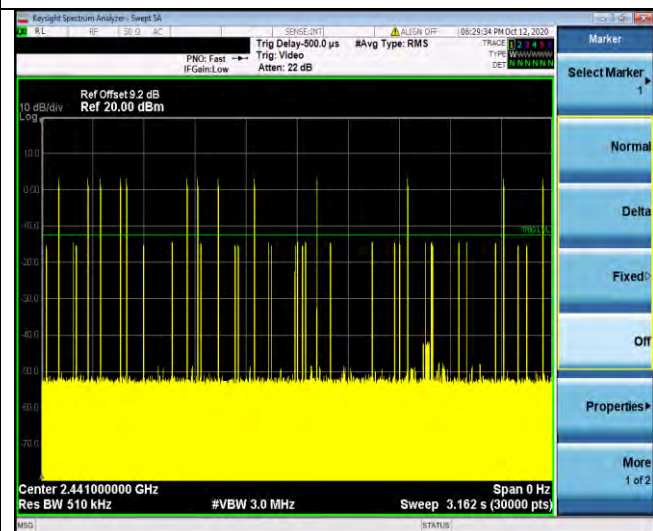 Keysight Spectrum Analyzer - Swept SA
RL RF 50 Ω AC SENSE:INT ALIGN OFF 06:29:34 PM Oct 12, 2020
Marker
Trig Delay-500.0 µs #Avg Type: RMS TRACE 1 2 3 4 5 6
PNO: Fast Trig: Video TYPE WWWWWW
IFGain:Low Atten: 22 dB DET N N N N N N
Select Marker
1
Ref Offset 9.2 dB
10 dB/div Ref 20.00 dBm
Log
10.0
0.00
-10.0
TRIG LVL
-20.0
-30.0
-40.0
-50.0
-60.0
-70.0
Normal
Delta
Fixed
Off
Properties
More
1 of 2
Center 2.441000000 GHz Span 0 Hz
Res BW 510 kHz #VBW 3.0 MHz Sweep 3.162 s (30000 pts)
MSG STATUS